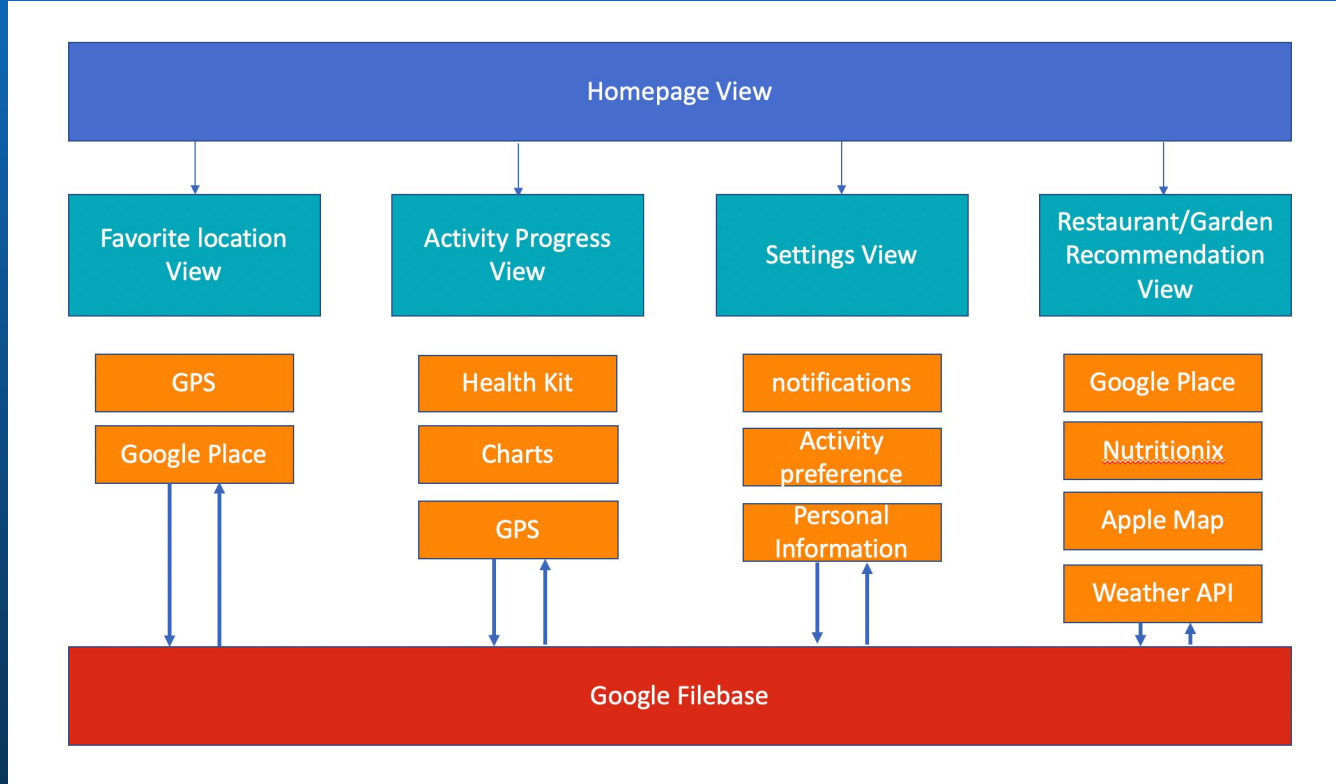 Homepage View
Favorite location
View
Activity Progress
View
Settings View
Restaurant/Garden
Recommendation
View
GPS
Google Place
Health Kit
Charts
GPS
notifications
Activity
preference
Personal
Information
Google Place
Nutritionix
Apple Map
Weather API
Google Filebase